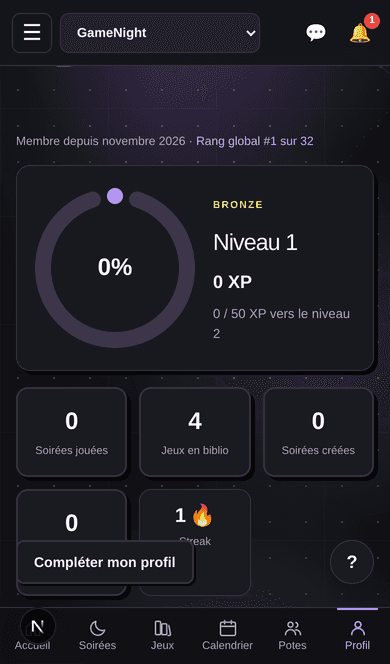 GameNight
1
Membre depuis novembre 2026 · Rang global #1 sur 32
0%
BRONZE
Niveau 1
0 XP
0 / 50 XP vers le niveau
2
0
Soirées jouées
4
Jeux en biblio
0
Soirées créées
0
1 🔥
Streak
Compléter mon profil
?
N
Accueil
Soirées
Jeux
Calendrier
Potes
Profil